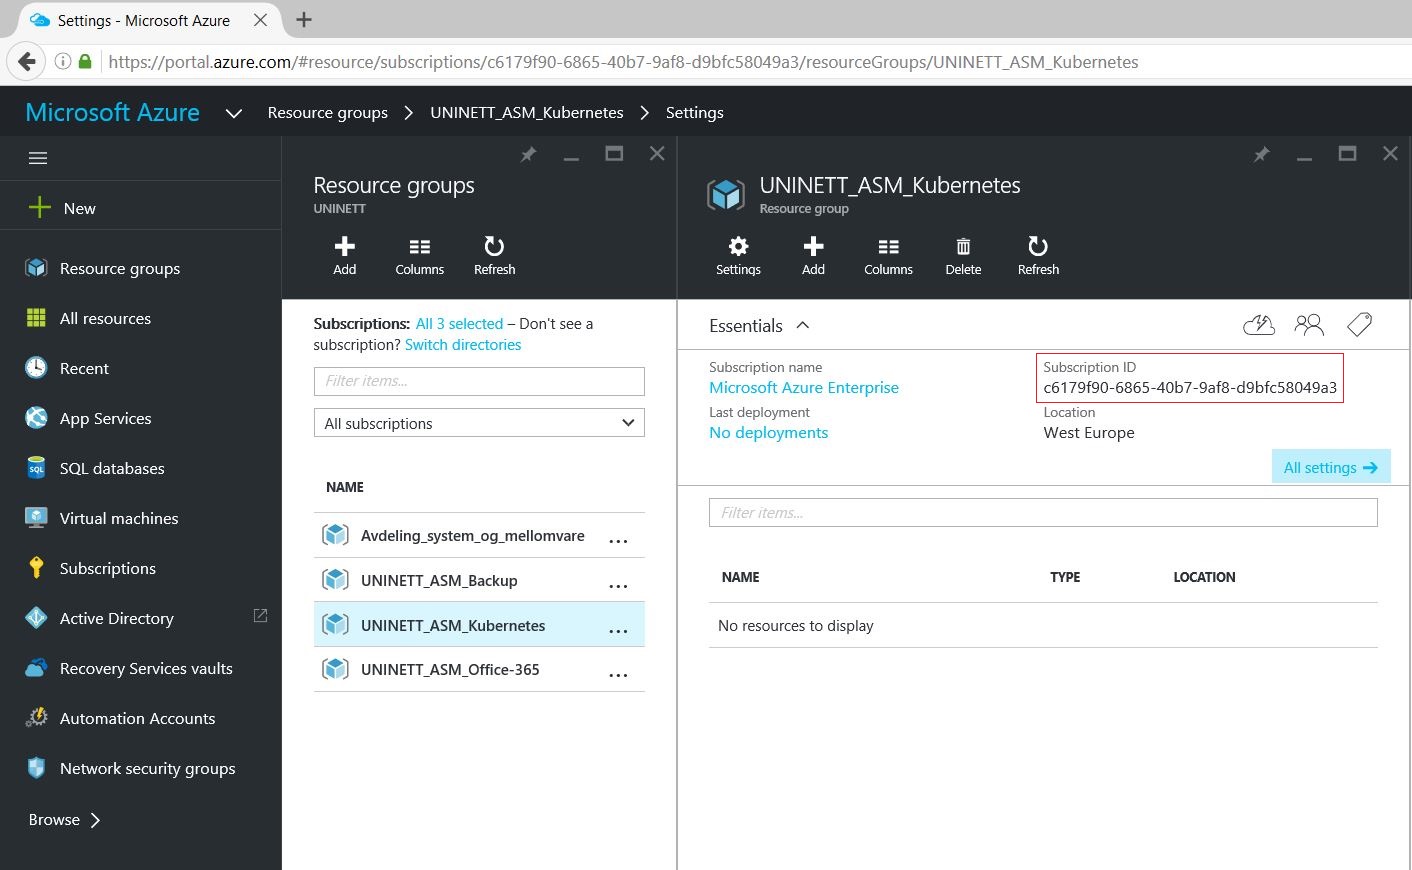 Settings - Microsoft Azure
https://portal.azure.com/#resource/subscriptions/c6179f90-6865-40b7-9af8-d9bfc58049a3/resourceGroups/UNINETT_ASM_Kubernetes
Microsoft Azure
Resource groups
UNINETT_ASM_Kubernetes
Settings
New
Resource groups
All resources
Recent
App Services
SQL databases
SQL
Virtual machines
Subscriptions
Active Directory
Recovery Services vaults
Automation Accounts
Network security groups
Browse
Resource groups
UNINETT
Add
Columns
Refresh
Subscriptions: All 3 selected – Don't see a
subscription? Switch directories
Filter items...
All subscriptions
NAME
Avdeling_system_og_mellomvare ...
UNINETT_ASM_Backup ...
UNINETT_ASM_Kubernetes ...
UNINETT_ASM_Office-365 ...
UNINETT_ASM_Kubernetes
Resource group
Settings
Add
Columns
Delete
Refresh
Essentials
Subscription name
Microsoft Azure Enterprise
Last deployment
No deployments
Subscription ID
c6179f90-6865-40b7-9af8-d9bfc58049a3
Location
West Europe
All settings
Filter items...
NAME TYPE LOCATION
No resources to display